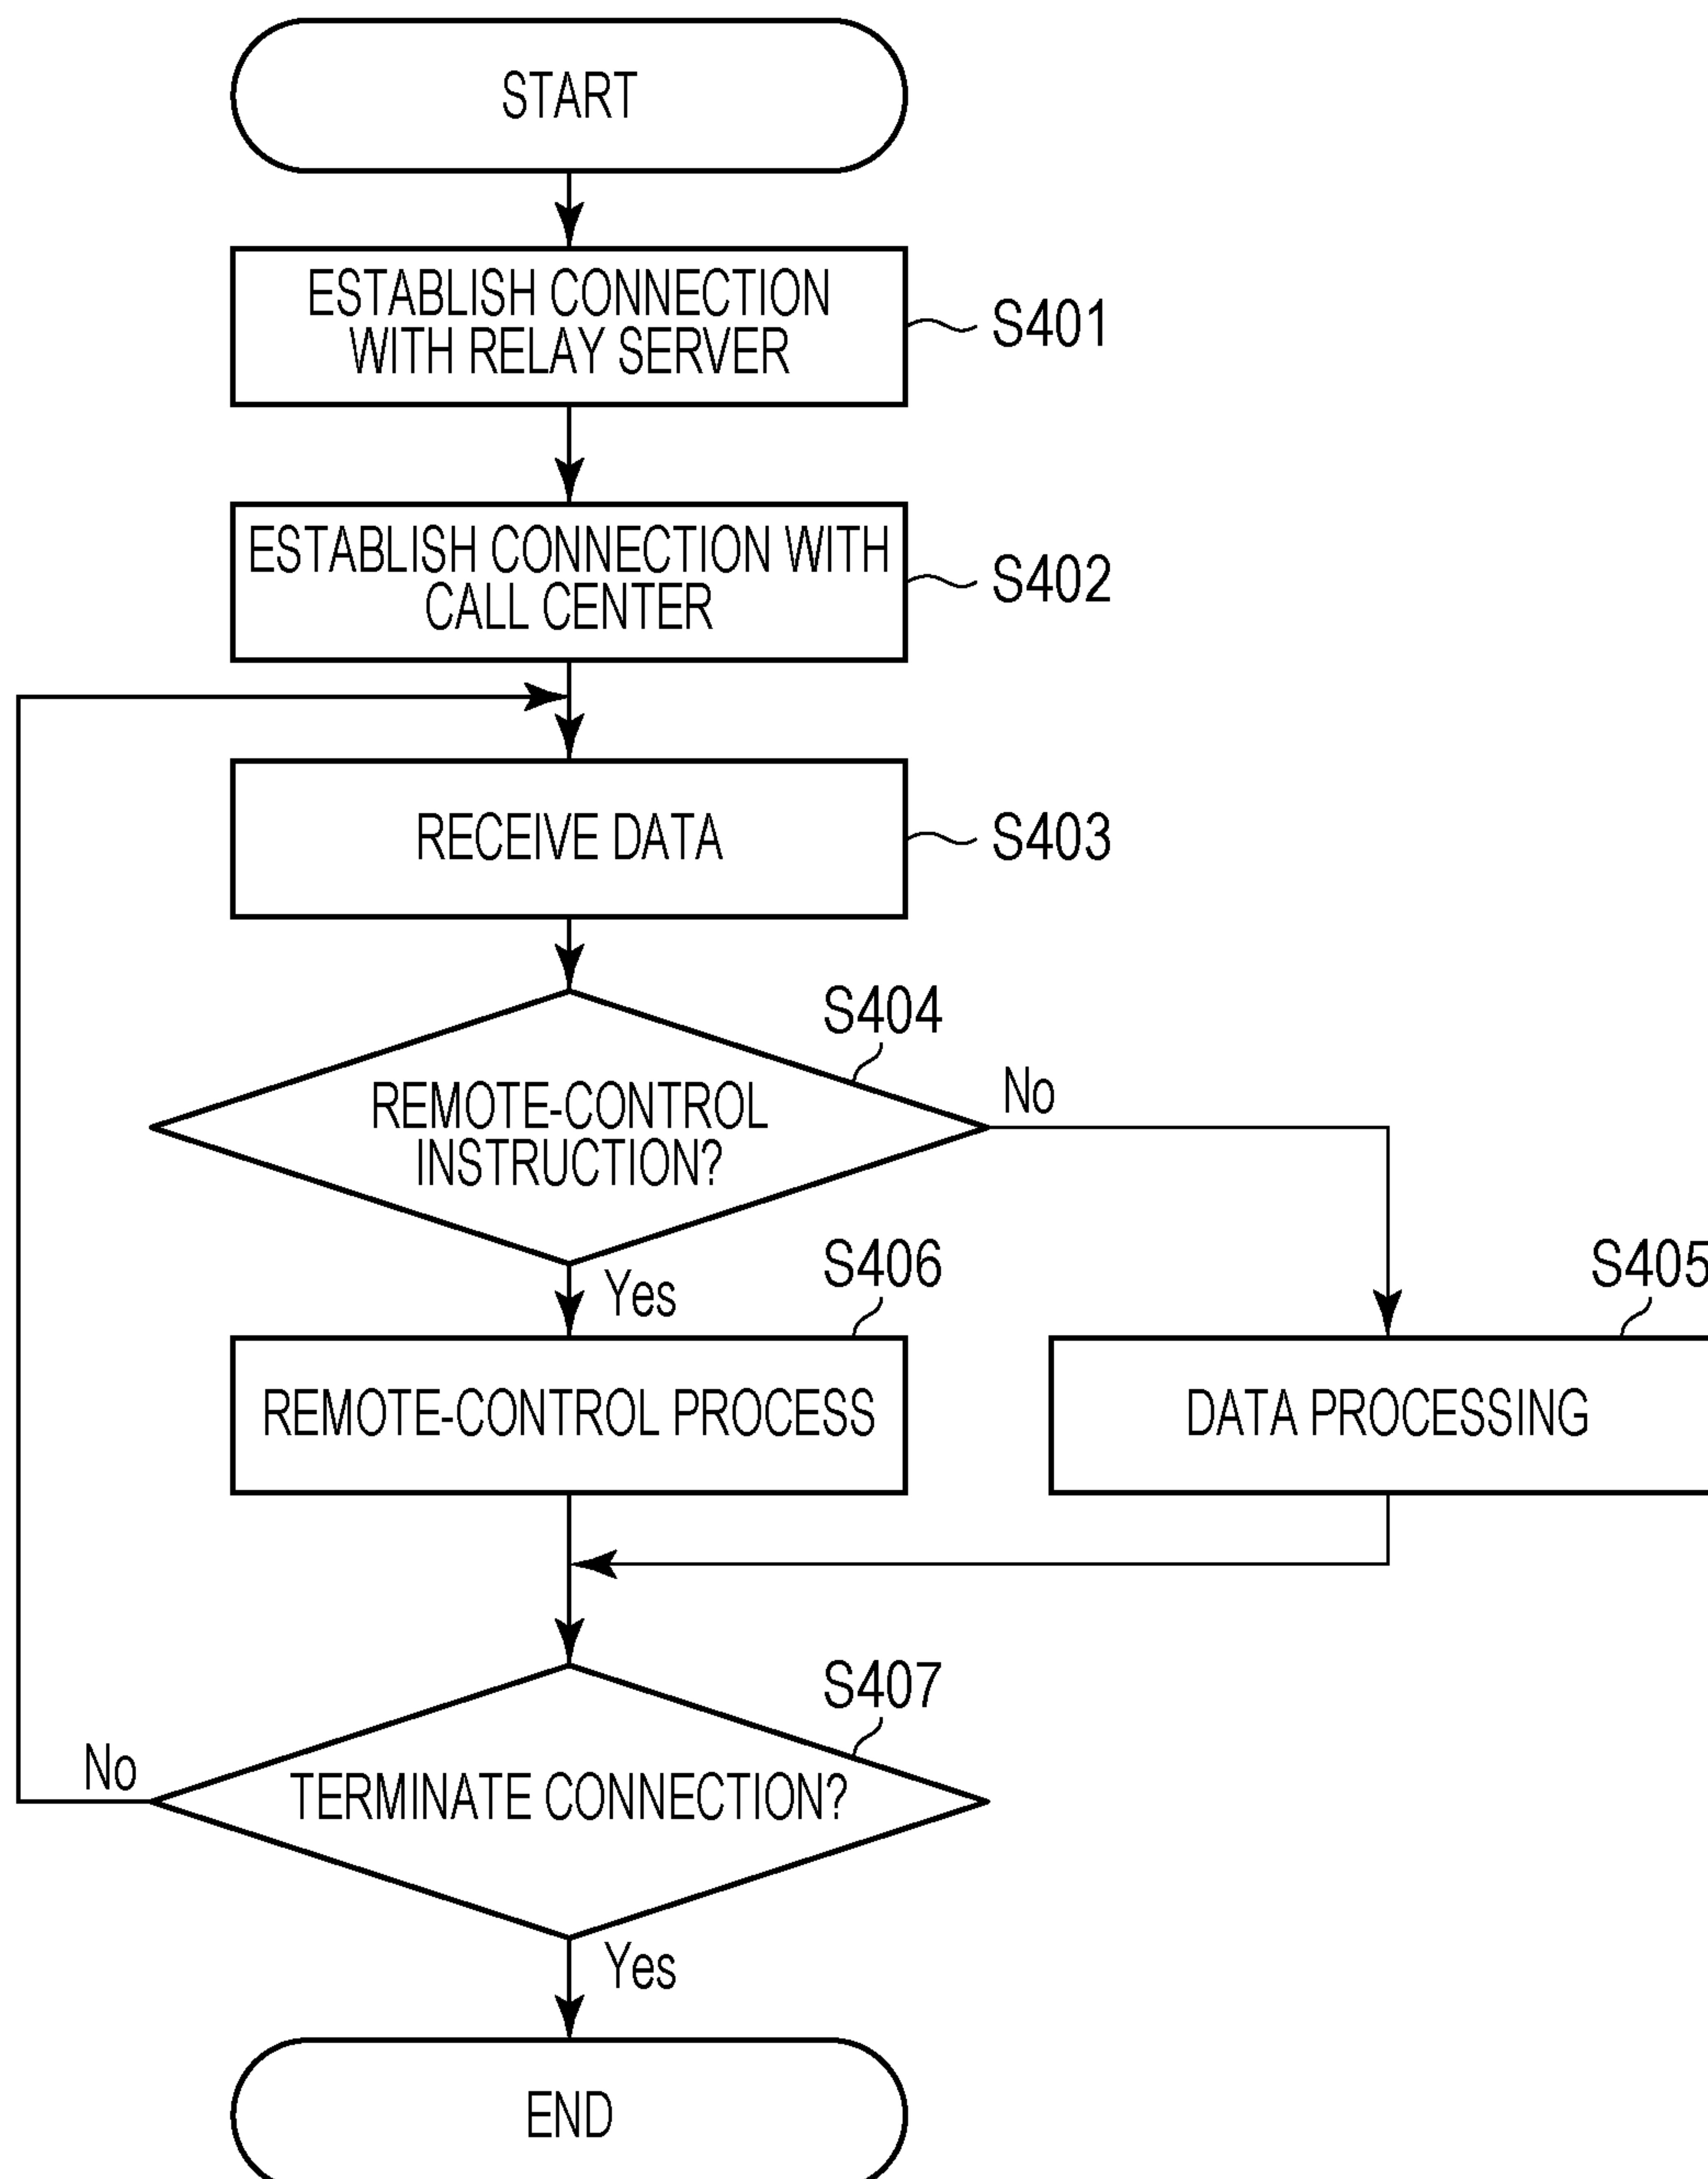 START
ESTABLISH CONNECTION
WITH RELAY SERVER
S401
ESTABLISH CONNECTION WITH
CALL CENTER
S402
RECEIVE DATA
S403
S404
REMOTE-CONTROL
INSTRUCTION?
No
Yes
S406
S405
REMOTE-CONTROL PROCESS
DATA PROCESSING
S407
No
TERMINATE CONNECTION?
Yes
END